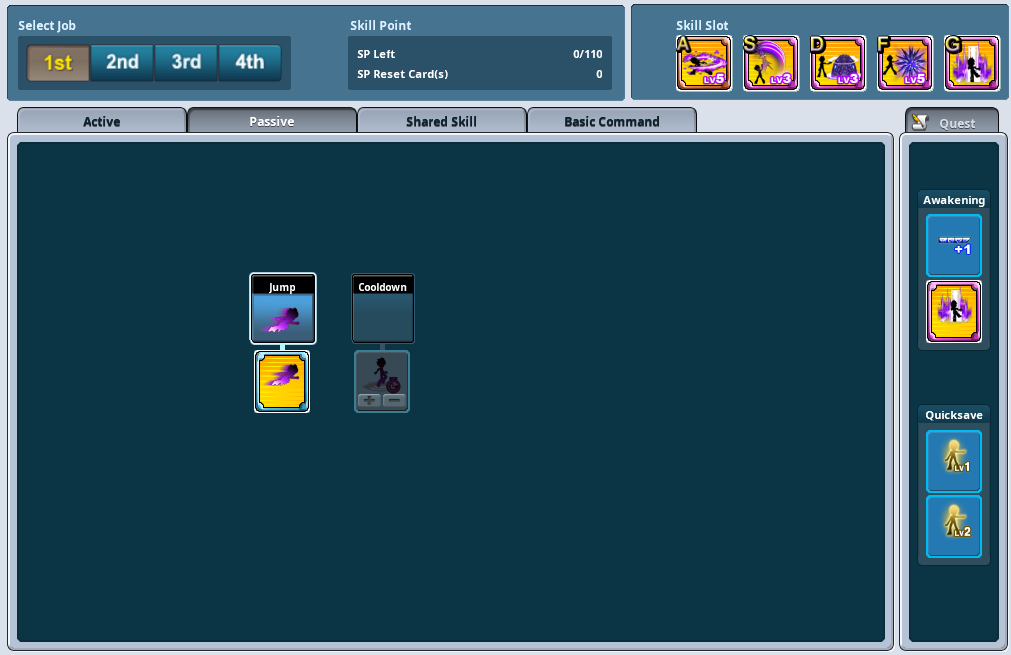 Select Job
1st 2nd 3rd 4th
Skill Point
SP Left 0/110
SP Reset Card(s) 0
Skill Slot
A LV5
S LV3
D LV3
F LV5
G
Active Passive Shared Skill Basic Command
Quest
Jump Cooldown
+ −
Awakening
+1
Quicksave
LV1
LV2